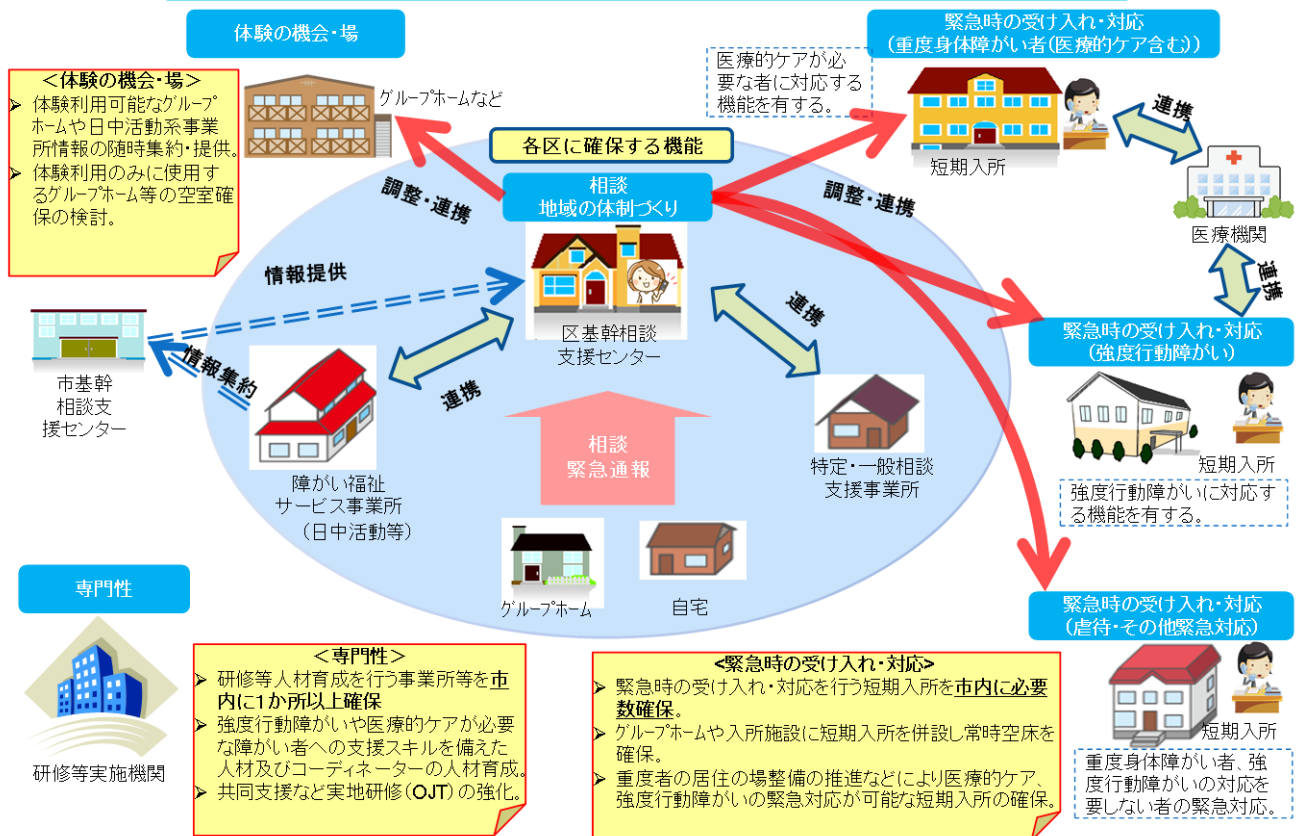 体験の機会・場
緊急時の受け入れ・対応
(重度身体障がい者(医療的ケア含む))
<体験の機会・場>
➢ 体験利用可能なグループ
ホームや日中活動系事業
所情報の随時集約・提供。
➢ 体験利用のみに使用す
るグループホーム等の空室確
保の検討。
グループホームなど
医療的ケアが必
要な者に対応する
機能を有する。
短期入所
連携
医療機関
連携
各区に確保する機能
相談
地域の体制づくり
調整・連携
調整・連携
情報提供
区基幹相談
支援センター
連携
連携
情報集約
市基幹
相談支
援センター
障がい福祉
サービス事業所
(日中活動等)
相談
緊急通報
特定・一般相談
支援事業所
グループホーム
自宅
緊急時の受け入れ・対応
(強度行動障がい)
短期入所
強度行動障がいに対応す
る機能を有する。
緊急時の受け入れ・対応
(虐待・その他緊急対応)
短期入所
重度身体障がい者、強
度行動障がいの対応を
要しない者の緊急対応。
専門性
研修等実施機関
<専門性>
➢ 研修等人材育成を行う事業所等を市
内に1か所以上確保
➢ 強度行動障がいや医療的ケアが必要
な障がい者への支援スキルを備えた
人材及びコーディネーターの人材育成。
➢ 共同支援など実地研修(OJT)の強化。
<緊急時の受け入れ・対応>
➢ 緊急時の受け入れ・対応を行う短期入所を市内に必要
数確保。
➢ グループホームや入所施設に短期入所を併設し常時空床を
確保。
➢ 重度者の居住の場整備の推進などにより医療的ケア、
強度行動障がいの緊急対応が可能な短期入所の確保。